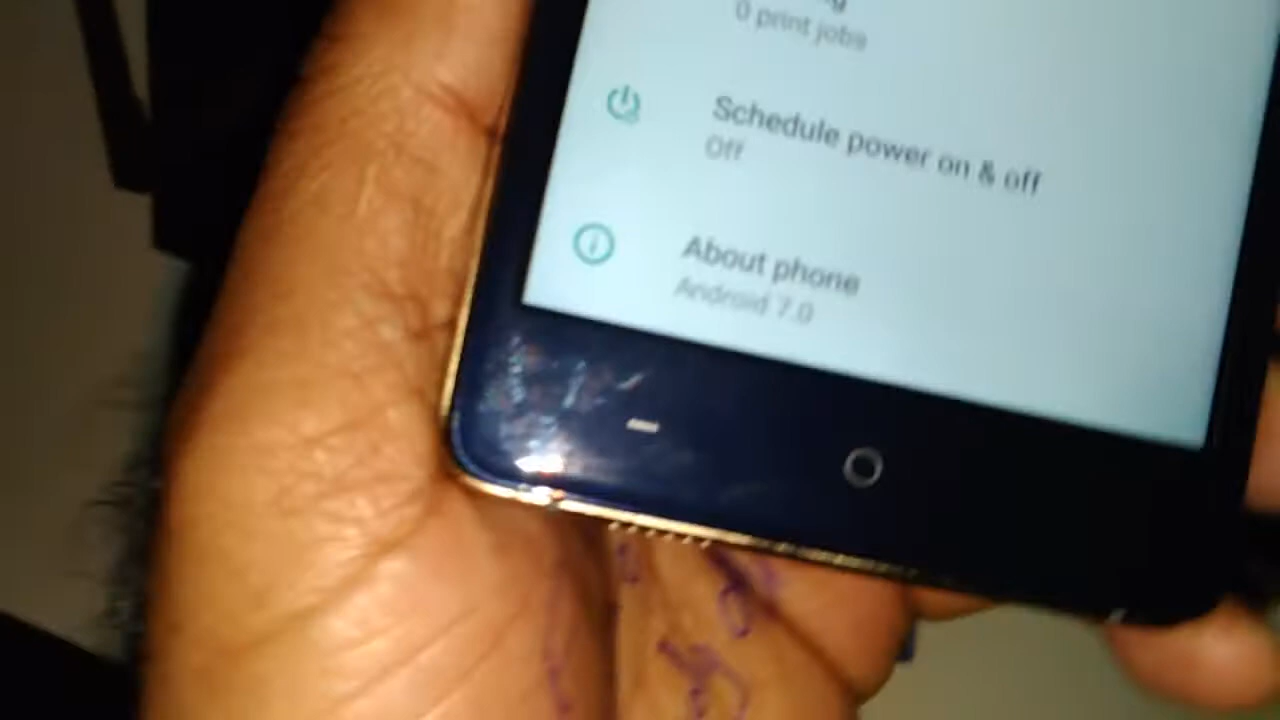 0 print jobs
Schedule power on & off
Off
About phone
Android 7.0